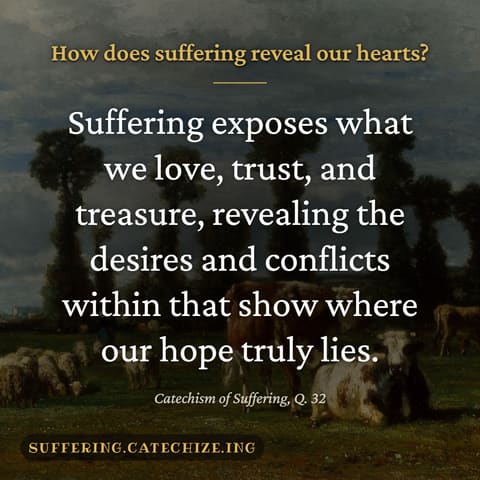 How does suffering reveal our hearts?
Suffering exposes what
we love, trust, and
treasure, revealing the
desires and conflicts
within that show where
our hope truly lies.
Catechism of Suffering, Q. 32
SUFFERING.CATECHIZE.ING